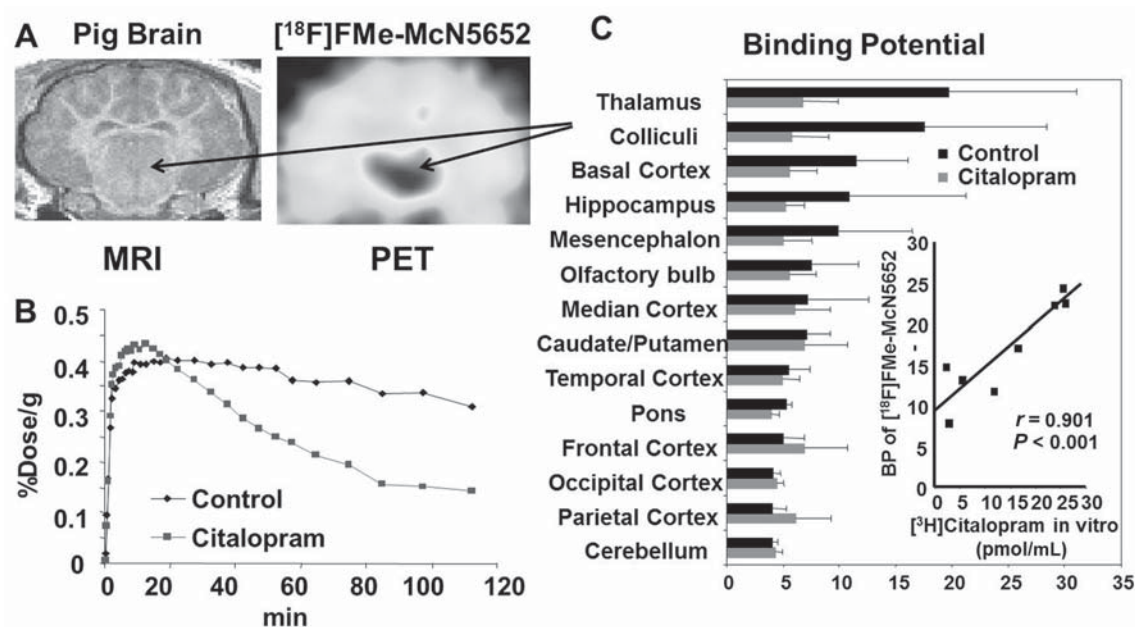 A
Pig Brain
[¹⁸F]FMe-McN5652
MRI
PET
B
0.5
0.4
0.3
0.2
0.1
0
%Dose/g
Control
Citalopram
0 20 40 60 80 100 120
min
C
Binding Potential
Thalamus
Colliculi
Basal Cortex
Hippocampus
Mesencephalon
Olfactory bulb
Median Cortex
Caudate/Putamen
Temporal Cortex
Pons
Frontal Cortex
Occipital Cortex
Parietal Cortex
Cerebellum
0 5 10 15 20 25 30 35
Control
Citalopram
30
25
20
15
10
5
0
BP of [¹⁸F]FMe-McN5652
r = 0.901
P < 0.001
0 5 10 15 20 25 30
[³H]Citalopram in vitro
(pmol/mL)